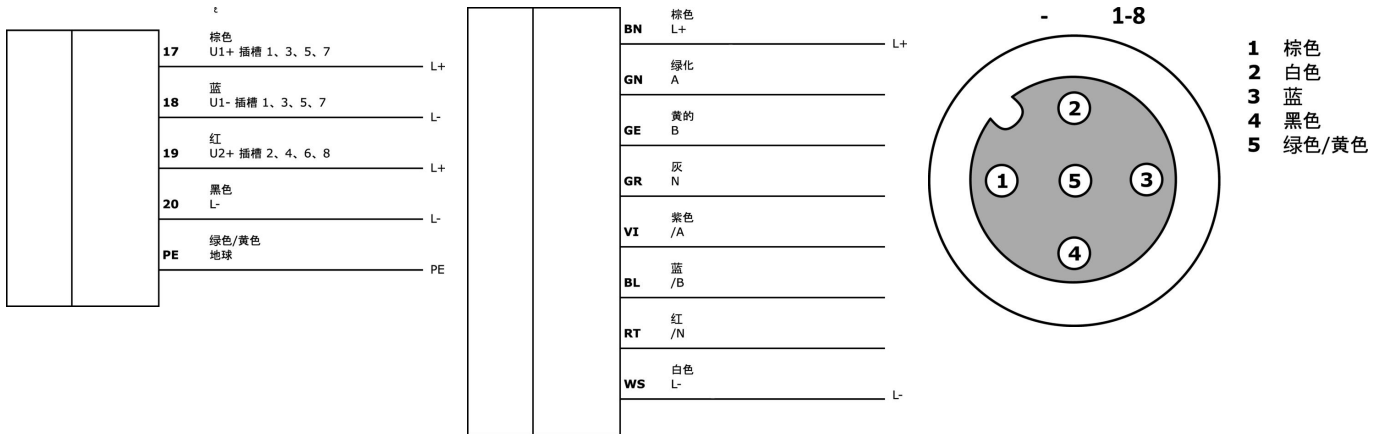 棕色
17 U1+ 插槽 1、3、5、7
L+
蓝
18 U1- 插槽 1、3、5、7
L-
红
19 U2+ 插槽 2、4、6、8
L+
黑色
20 L-
L-
绿色/黄色
PE 地球
PE
棕色
BN L+
L+
绿化
GN A
黄的
GE B
灰
GR N
紫色
VI /A
蓝
BL /B
红
RT /N
白色
WS L-
L-
- 1-8
2
1 5 3
4
1 棕色
2 白色
3 蓝
4 黑色
5 绿色/黄色